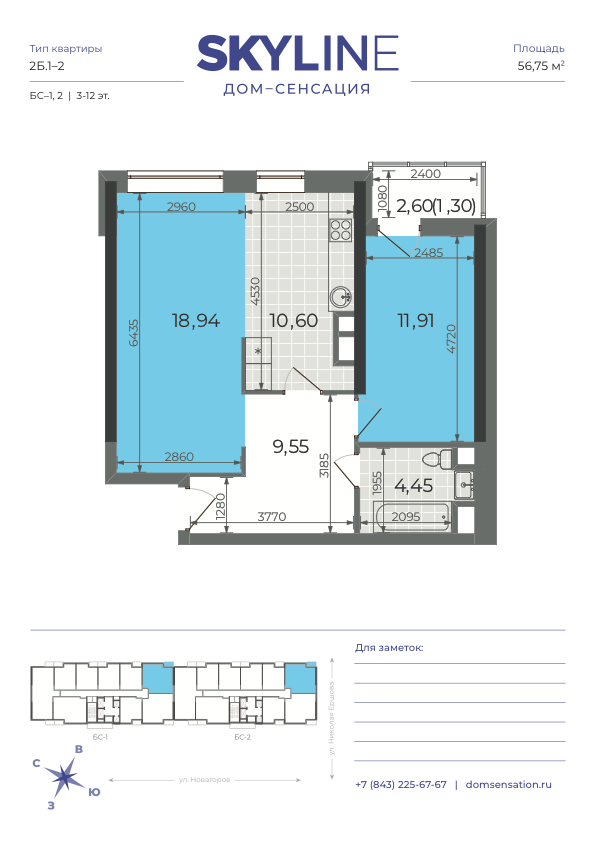 Тип квартиры
2Б.1–2
БС–1, 2 | 3-12 эт.
SKYLINE
ДОМ–СЕНСАЦИЯ
Площадь
56,75 м²
2400
1080
2,60(1,30)
2960
2500
2485
4530
6435
18,94
10,60
11,91
4720
*
9,55
2860
3185
1955
4,45
1280
3770
2095
Для заметок:
БС-1
БС-2
ул. Николая Ершова
ул. Новаторов
С
В
Ю
З
+7 (843) 225-67-67 | domsensation.ru